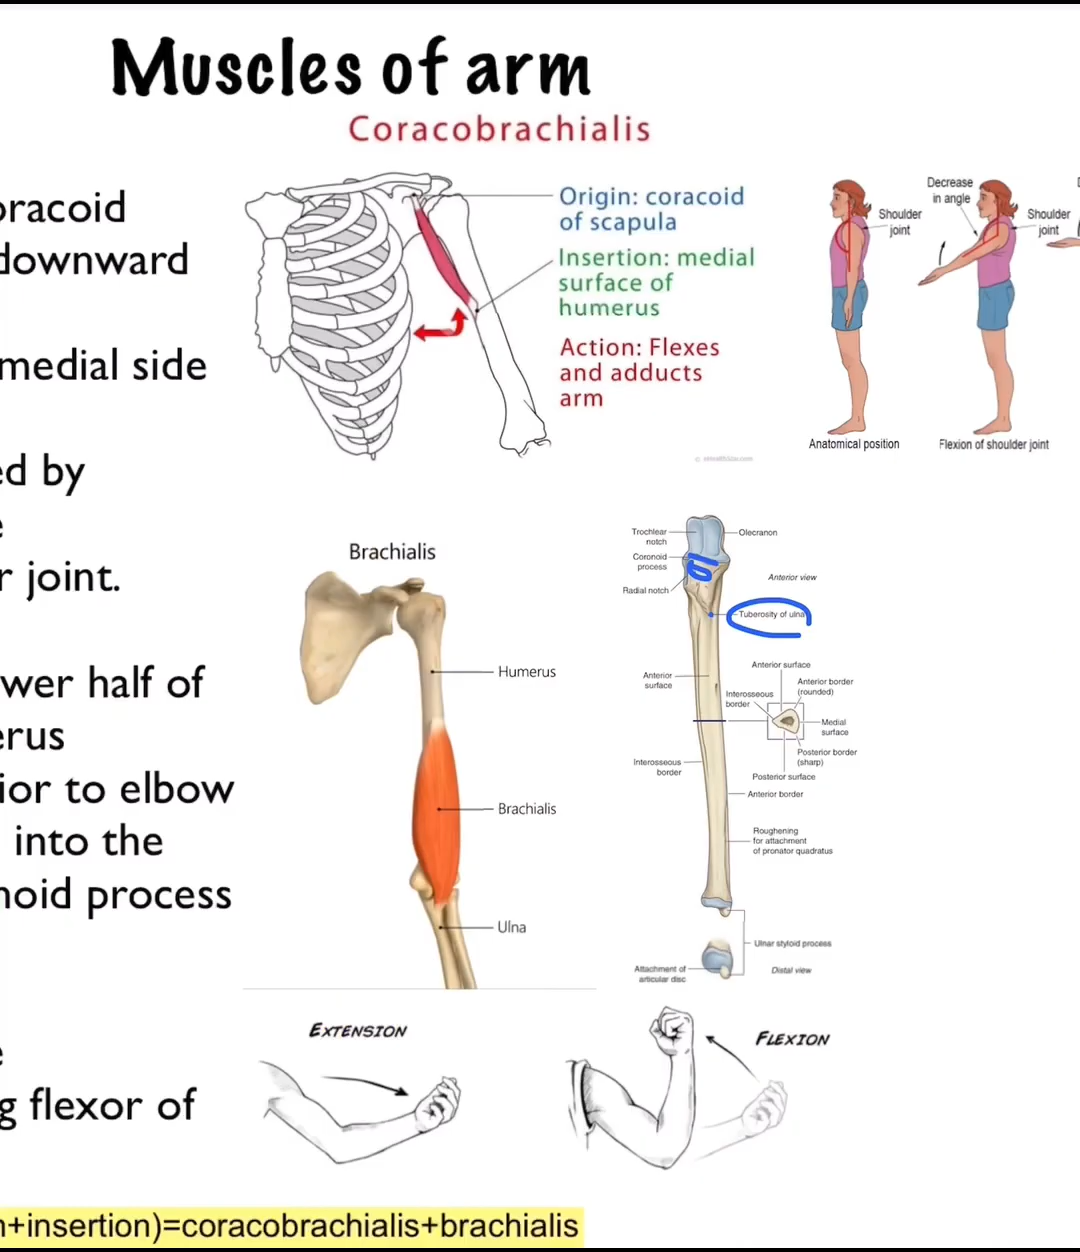 Muscles of arm
Coracobrachialis
oracoid
downward
medial side
ed by
e
r joint.
wer half of
erus
ior to elbow
into the
noid process
e
g flexor of
Origin: coracoid
of scapula
Insertion: medial
surface of
humerus
Action: Flexes
and adducts
arm
Shoulder
joint
Anatomical position
Decrease
in angle
Shoulder
joint
Flexion of shoulder joint
Brachialis
Humerus
Brachialis
Ulna
Trochlear
notch
Olecranon
Coronoid
process
Anterior view
Radial notch
Tuberosity of ulna
Anterior
surface
Anterior surface
Anterior border
(rounded)
Interosseous
border
Medial
surface
Posterior border
(sharp)
Posterior surface
Interosseous
border
Anterior border
Roughening
for attachment
of pronator quadratus
Ulnar styloid process
Attachment of
articular disc
Distal view
EXTENSION
FLEXION
n+insertion)=coracobrachialis+brachialis